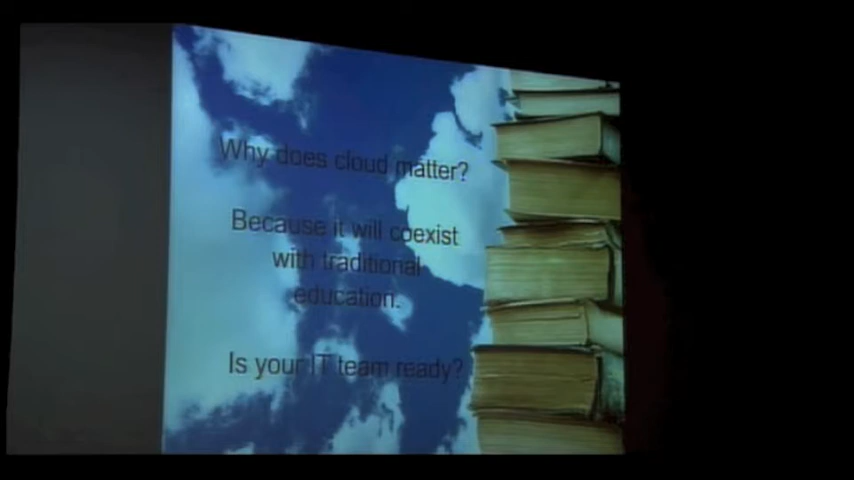 Why does cloud matter?
Because it will coexist
with traditional
education.
Is your IT team ready?